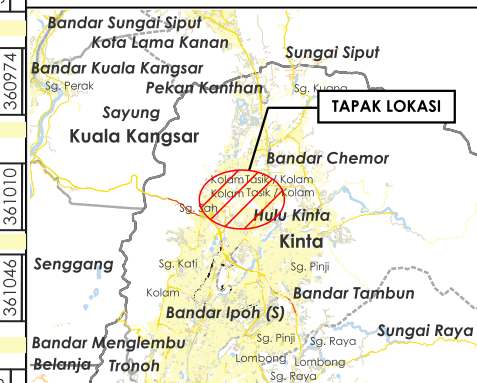 Bandar Sungai Siput
Kota Lama Kanan
Sungai Siput
360974
Bandar Kuala Kangsar
Sg. Perak
Pekan Kanthan
Sg. Kuang
TAPAK LOKASI
Sayung
Kuala Kangsar
Bandar Chemor
361010
Kolam Tasik / Kolam
Kolam Tasik / Kolam
Sg. Sah
Hulu Kinta
Kinta
361046
Senggang
Sg. Kati
Sg. Pinji
Kolam
Bandar Tambun
Bandar Ipoh (S)
Sungai Raya
Bandar Menglembu
Sg. Pinji
Sg. Raya
Belanja
Tronoh
Lombong
Lombong
Sg. Raya